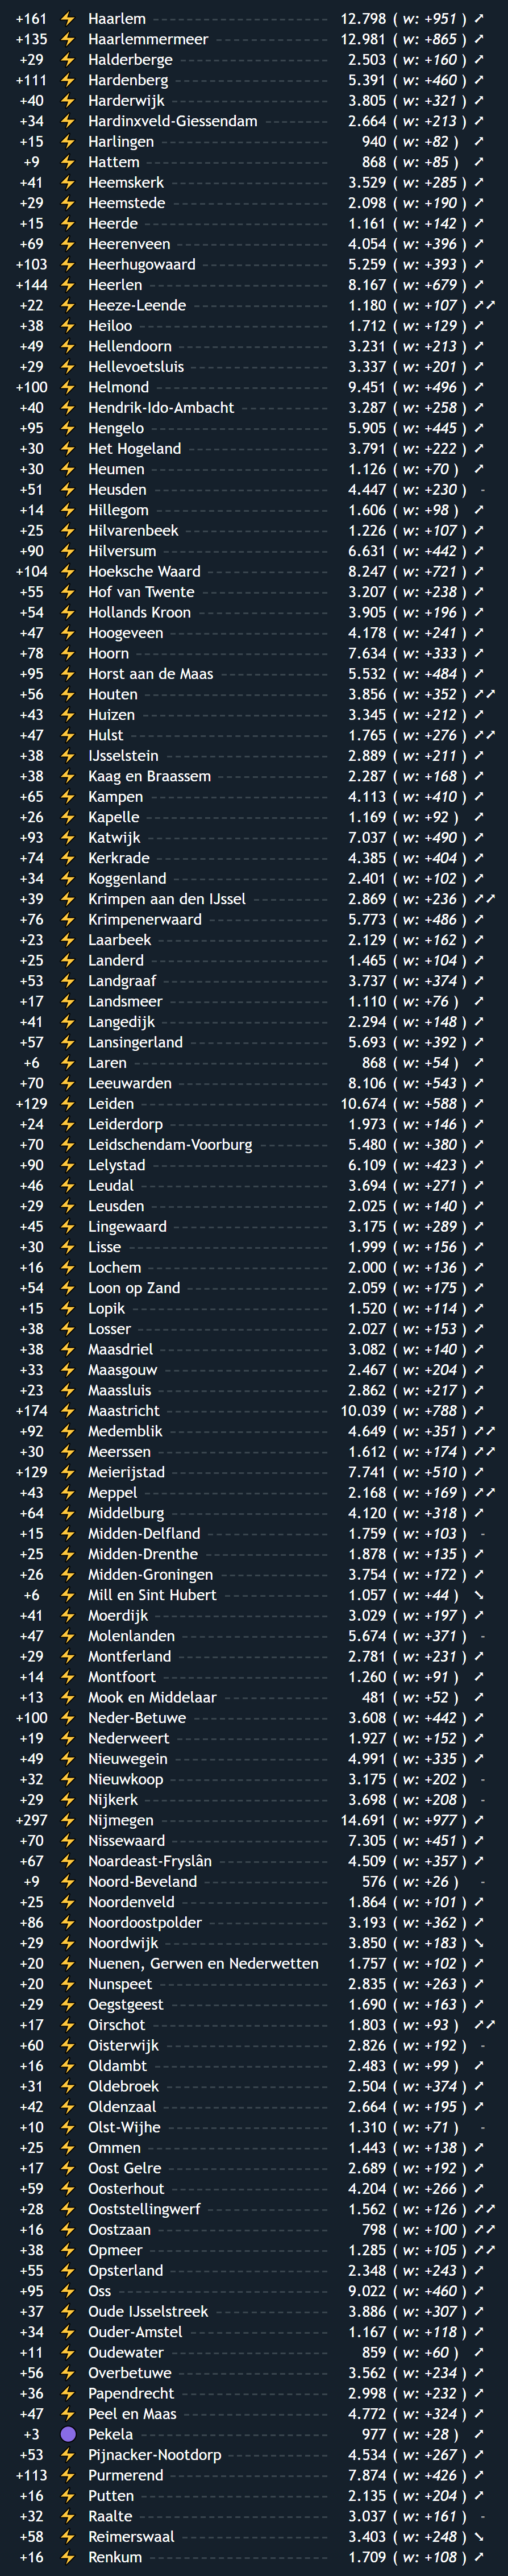 +161 ⚡ Haarlem 12.798 ( w: +951 ) ➚
+135 ⚡ Haarlemmermeer 12.981 ( w: +865 ) ➚
+29 ⚡ Halderberge 2.503 ( w: +160 ) ➚
+111 ⚡ Hardenberg 5.391 ( w: +460 ) ➚
+40 ⚡ Harderwijk 3.805 ( w: +321 ) ➚
+34 ⚡ Hardinxveld-Giessendam 2.664 ( w: +213 ) ➚
+15 ⚡ Harlingen 940 ( w: +82 ) ➚
+9 ⚡ Hattem 868 ( w: +85 ) ➚
+41 ⚡ Heemskerk 3.529 ( w: +285 ) ➚
+29 ⚡ Heemstede 2.098 ( w: +190 ) ➚
+15 ⚡ Heerde 1.161 ( w: +142 ) ➚
+69 ⚡ Heerenveen 4.054 ( w: +396 ) ➚
+103 ⚡ Heerhugowaard 5.259 ( w: +393 ) ➚
+144 ⚡ Heerlen 8.167 ( w: +679 ) ➚
+22 ⚡ Heeze-Leende 1.180 ( w: +107 ) ➚➚
+38 ⚡ Heiloo 1.712 ( w: +129 ) ➚
+49 ⚡ Hellendoorn 3.231 ( w: +213 ) ➚
+29 ⚡ Hellevoetsluis 3.337 ( w: +201 ) ➚
+100 ⚡ Helmond 9.451 ( w: +496 ) ➚
+40 ⚡ Hendrik-Ido-Ambacht 3.287 ( w: +258 ) ➚
+95 ⚡ Hengelo 5.905 ( w: +445 ) ➚
+30 ⚡ Het Hogeland 3.791 ( w: +222 ) ➚
+30 ⚡ Heumen 1.126 ( w: +70 ) ➚
+51 ⚡ Heusden 4.447 ( w: +230 ) -
+14 ⚡ Hillegom 1.606 ( w: +98 ) ➚
+25 ⚡ Hilvarenbeek 1.226 ( w: +107 ) ➚
+90 ⚡ Hilversum 6.631 ( w: +442 ) ➚
+104 ⚡ Hoeksche Waard 8.247 ( w: +721 ) ➚
+55 ⚡ Hof van Twente 3.207 ( w: +238 ) ➚
+54 ⚡ Hollands Kroon 3.905 ( w: +196 ) ➚
+47 ⚡ Hoogeveen 4.178 ( w: +241 ) ➚
+78 ⚡ Hoorn 7.634 ( w: +333 ) ➚
+95 ⚡ Horst aan de Maas 5.532 ( w: +484 ) ➚
+56 ⚡ Houten 3.856 ( w: +352 ) ➚➚
+43 ⚡ Huizen 3.345 ( w: +212 ) ➚
+47 ⚡ Hulst 1.765 ( w: +276 ) ➚➚
+38 ⚡ IJsselstein 2.889 ( w: +211 ) ➚
+38 ⚡ Kaag en Braassem 2.287 ( w: +168 ) ➚
+65 ⚡ Kampen 4.113 ( w: +410 ) ➚
+26 ⚡ Kapelle 1.169 ( w: +92 ) ➚
+93 ⚡ Katwijk 7.037 ( w: +490 ) ➚
+74 ⚡ Kerkrade 4.385 ( w: +404 ) ➚
+34 ⚡ Koggenland 2.401 ( w: +102 ) ➚
+39 ⚡ Krimpen aan den IJssel 2.869 ( w: +236 ) ➚➚
+76 ⚡ Krimpenerwaard 5.773 ( w: +486 ) ➚
+23 ⚡ Laarbeek 2.129 ( w: +162 ) ➚
+25 ⚡ Landerd 1.465 ( w: +104 ) ➚
+53 ⚡ Landgraaf 3.737 ( w: +374 ) ➚
+17 ⚡ Landsmeer 1.110 ( w: +76 ) ➚
+41 ⚡ Langedijk 2.294 ( w: +148 ) ➚
+57 ⚡ Lansingerland 5.693 ( w: +392 ) ➚
+6 ⚡ Laren 868 ( w: +54 ) ➚
+70 ⚡ Leeuwarden 8.106 ( w: +543 ) ➚
+129 ⚡ Leiden 10.674 ( w: +588 ) ➚
+24 ⚡ Leiderdorp 1.973 ( w: +146 ) ➚
+70 ⚡ Leidschendam-Voorburg 5.480 ( w: +380 ) ➚
+90 ⚡ Lelystad 6.109 ( w: +423 ) ➚
+46 ⚡ Leudal 3.694 ( w: +271 ) ➚
+29 ⚡ Leusden 2.025 ( w: +140 ) ➚
+45 ⚡ Lingewaard 3.175 ( w: +289 ) ➚
+30 ⚡ Lisse 1.999 ( w: +156 ) ➚
+16 ⚡ Lochem 2.000 ( w: +136 ) ➚
+54 ⚡ Loon op Zand 2.059 ( w: +175 ) ➚
+15 ⚡ Lopik 1.520 ( w: +114 ) ➚
+38 ⚡ Losser 2.027 ( w: +153 ) ➚
+38 ⚡ Maasdriel 3.082 ( w: +140 ) ➚
+33 ⚡ Maasgouw 2.467 ( w: +204 ) ➚
+23 ⚡ Maassluis 2.862 ( w: +217 ) ➚
+174 ⚡ Maastricht 10.039 ( w: +788 ) ➚
+92 ⚡ Medemblik 4.649 ( w: +351 ) ➚➚
+30 ⚡ Meerssen 1.612 ( w: +174 ) ➚➚
+129 ⚡ Meierijstad 7.741 ( w: +510 ) ➚
+43 ⚡ Meppel 2.168 ( w: +169 ) ➚➚
+64 ⚡ Middelburg 4.120 ( w: +318 ) ➚
+15 ⚡ Midden-Delfland 1.759 ( w: +103 ) -
+25 ⚡ Midden-Drenthe 1.878 ( w: +135 ) ➚
+26 ⚡ Midden-Groningen 3.754 ( w: +172 ) ➚
+6 ⚡ Mill en Sint Hubert 1.057 ( w: +44 ) ➘
+41 ⚡ Moerdijk 3.029 ( w: +197 ) ➚
+47 ⚡ Molenlanden 5.674 ( w: +371 ) -
+29 ⚡ Montferland 2.781 ( w: +231 ) ➚
+14 ⚡ Montfoort 1.260 ( w: +91 ) ➚
+13 ⚡ Mook en Middelaar 481 ( w: +52 ) ➚
+100 ⚡ Neder-Betuwe 3.608 ( w: +442 ) ➚
+19 ⚡ Nederweert 1.927 ( w: +152 ) ➚
+49 ⚡ Nieuwegein 4.991 ( w: +335 ) ➚
+32 ⚡ Nieuwkoop 3.175 ( w: +202 ) -
+29 ⚡ Nijkerk 3.698 ( w: +208 ) -
+297 ⚡ Nijmegen 14.691 ( w: +977 ) ➚
+70 ⚡ Nissewaard 7.305 ( w: +451 ) ➚
+67 ⚡ Noardeast-Fryslân 4.509 ( w: +357 ) ➚
+9 ⚡ Noord-Beveland 576 ( w: +26 ) -
+25 ⚡ Noordenveld 1.864 ( w: +101 ) ➚
+86 ⚡ Noordoostpolder 3.193 ( w: +362 ) ➚
+29 ⚡ Noordwijk 3.850 ( w: +183 ) ➘
+20 ⚡ Nuenen, Gerwen en Nederwetten 1.757 ( w: +102 ) ➚
+20 ⚡ Nunspeet 2.835 ( w: +263 ) ➚
+29 ⚡ Oegstgeest 1.690 ( w: +163 ) ➚
+17 ⚡ Oirschot 1.803 ( w: +93 ) ➚➚
+60 ⚡ Oisterwijk 2.826 ( w: +192 ) -
+16 ⚡ Oldambt 2.483 ( w: +99 ) ➚
+31 ⚡ Oldebroek 2.504 ( w: +374 ) ➚
+42 ⚡ Oldenzaal 2.664 ( w: +195 ) ➚
+10 ⚡ Olst-Wijhe 1.310 ( w: +71 ) -
+25 ⚡ Ommen 1.443 ( w: +138 ) ➚
+17 ⚡ Oost Gelre 2.689 ( w: +192 ) ➚
+59 ⚡ Oosterhout 4.204 ( w: +266 ) ➚
+28 ⚡ Ooststellingwerf 1.562 ( w: +126 ) ➚➚
+16 ⚡ Oostzaan 798 ( w: +100 ) ➚➚
+38 ⚡ Opmeer 1.285 ( w: +105 ) ➚➚
+55 ⚡ Opsterland 2.348 ( w: +243 ) ➚
+95 ⚡ Oss 9.022 ( w: +460 ) ➚
+37 ⚡ Oude IJsselstreek 3.886 ( w: +307 ) ➚
+34 ⚡ Ouder-Amstel 1.167 ( w: +118 ) ➚
+11 ⚡ Oudewater 859 ( w: +60 ) ➚
+56 ⚡ Overbetuwe 3.562 ( w: +234 ) ➚
+36 ⚡ Papendrecht 2.998 ( w: +232 ) ➚
+47 ⚡ Peel en Maas 4.772 ( w: +324 ) ➚
+3 🟣 Pekela 977 ( w: +28 ) ➚
+53 ⚡ Pijnacker-Nootdorp 4.534 ( w: +267 ) ➚
+113 ⚡ Purmerend 7.874 ( w: +426 ) ➚
+16 ⚡ Putten 2.135 ( w: +204 ) ➚
+32 ⚡ Raalte 3.037 ( w: +161 ) -
+58 ⚡ Reimerswaal 3.403 ( w: +248 ) ➘
+16 ⚡ Renkum 1.709 ( w: +108 ) ➚